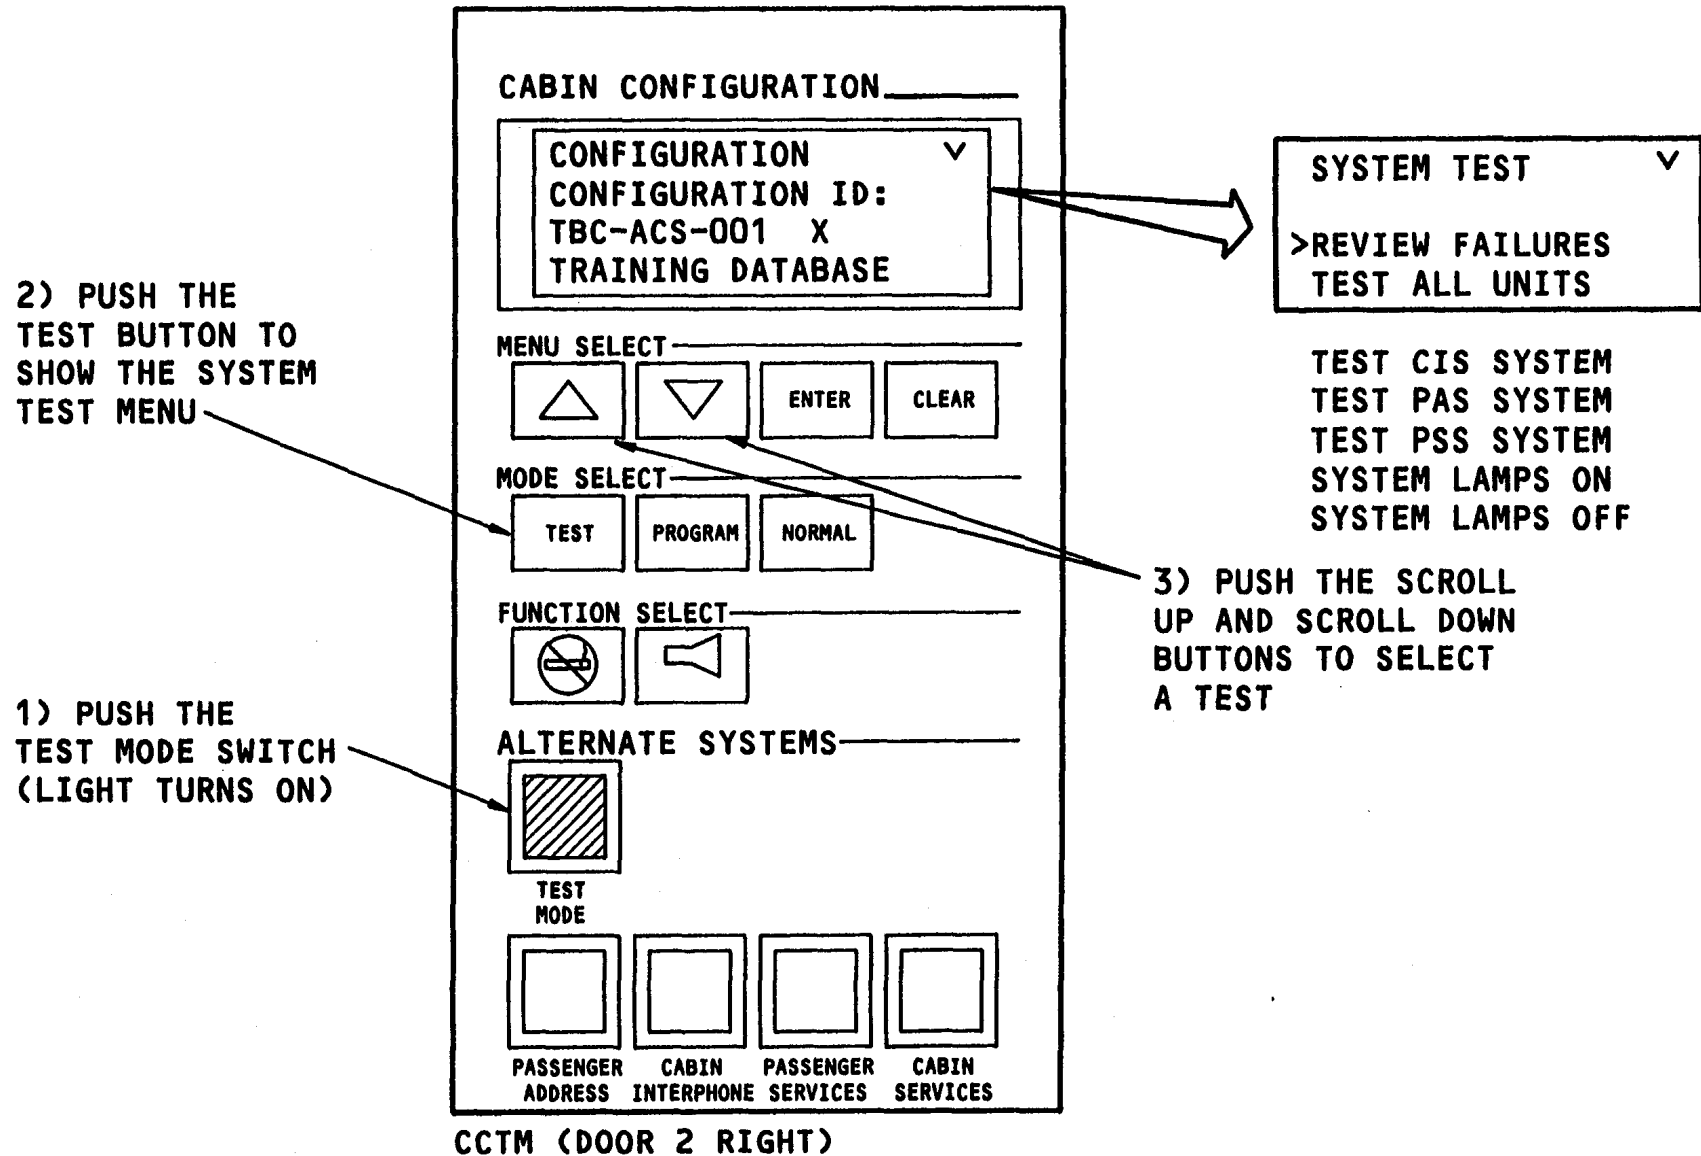 CABIN CONFIGURATION
CONFIGURATION V
CONFIGURATION ID:
TBC-ACS-001 X
TRAINING DATABASE
SYSTEM TEST V
>REVIEW FAILURES
TEST ALL UNITS
TEST CIS SYSTEM
TEST PAS SYSTEM
TEST PSS SYSTEM
SYSTEM LAMPS ON
SYSTEM LAMPS OFF
2) PUSH THE
TEST BUTTON TO
SHOW THE SYSTEM
TEST MENU
MENU SELECT
ENTER
CLEAR
MODE SELECT
TEST
PROGRAM
NORMAL
3) PUSH THE SCROLL
UP AND SCROLL DOWN
BUTTONS TO SELECT
A TEST
FUNCTION SELECT
1) PUSH THE
TEST MODE SWITCH
(LIGHT TURNS ON)
ALTERNATE SYSTEMS
TEST
MODE
PASSENGER
ADDRESS
CABIN
INTERPHONE
PASSENGER
SERVICES
CABIN
SERVICES
CCTM (DOOR 2 RIGHT)